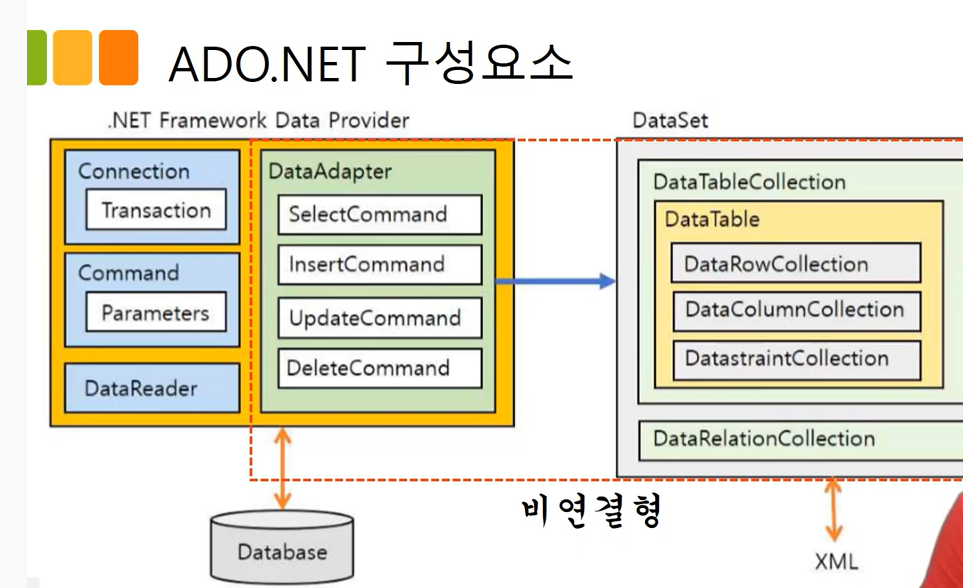 ADO.NET 구성요소
.NET Framework Data Provider
Connection
Transaction
Command
Parameters
DataReader
DataAdapter
SelectCommand
InsertCommand
UpdateCommand
DeleteCommand
Database
DataSet
DataTableCollection
DataTable
DataRowCollection
DataColumnCollection
DatastraintCollection
DataRelationCollection
비연결형
XML